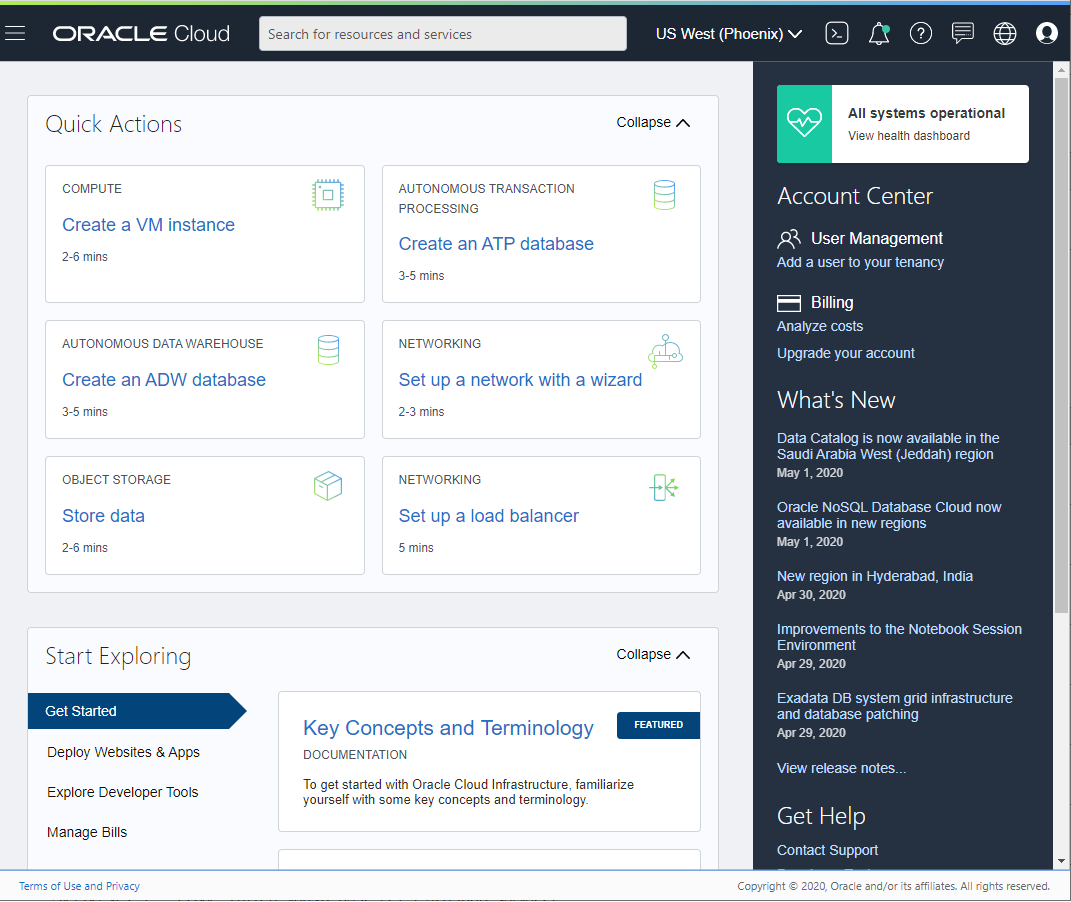 ORACLE Cloud
Search for resources and services
US West (Phoenix)
Quick Actions
Collapse
COMPUTE
Create a VM instance
2-6 mins
AUTONOMOUS TRANSACTION
PROCESSING
Create an ATP database
3-5 mins
AUTONOMOUS DATA WAREHOUSE
Create an ADW database
3-5 mins
NETWORKING
Set up a network with a wizard
2-3 mins
OBJECT STORAGE
Store data
2-6 mins
NETWORKING
Set up a load balancer
5 mins
Start Exploring
Collapse
Get Started
Deploy Websites & Apps
Explore Developer Tools
Manage Bills
Key Concepts and Terminology
FEATURED
DOCUMENTATION
To get started with Oracle Cloud Infrastructure, familiarize
yourself with some key concepts and terminology.
All systems operational
View health dashboard
Account Center
User Management
Add a user to your tenancy
Billing
Analyze costs
Upgrade your account
What's New
Data Catalog is now available in the
Saudi Arabia West (Jeddah) region
May 1, 2020
Oracle NoSQL Database Cloud now
available in new regions
May 1, 2020
New region in Hyderabad, India
Apr 30, 2020
Improvements to the Notebook Session
Environment
Apr 29, 2020
Exadata DB system grid infrastructure
and database patching
Apr 29, 2020
View release notes...
Get Help
Contact Support
Terms of Use and Privacy
Copyright © 2020, Oracle and/or its affiliates. All rights reserved.